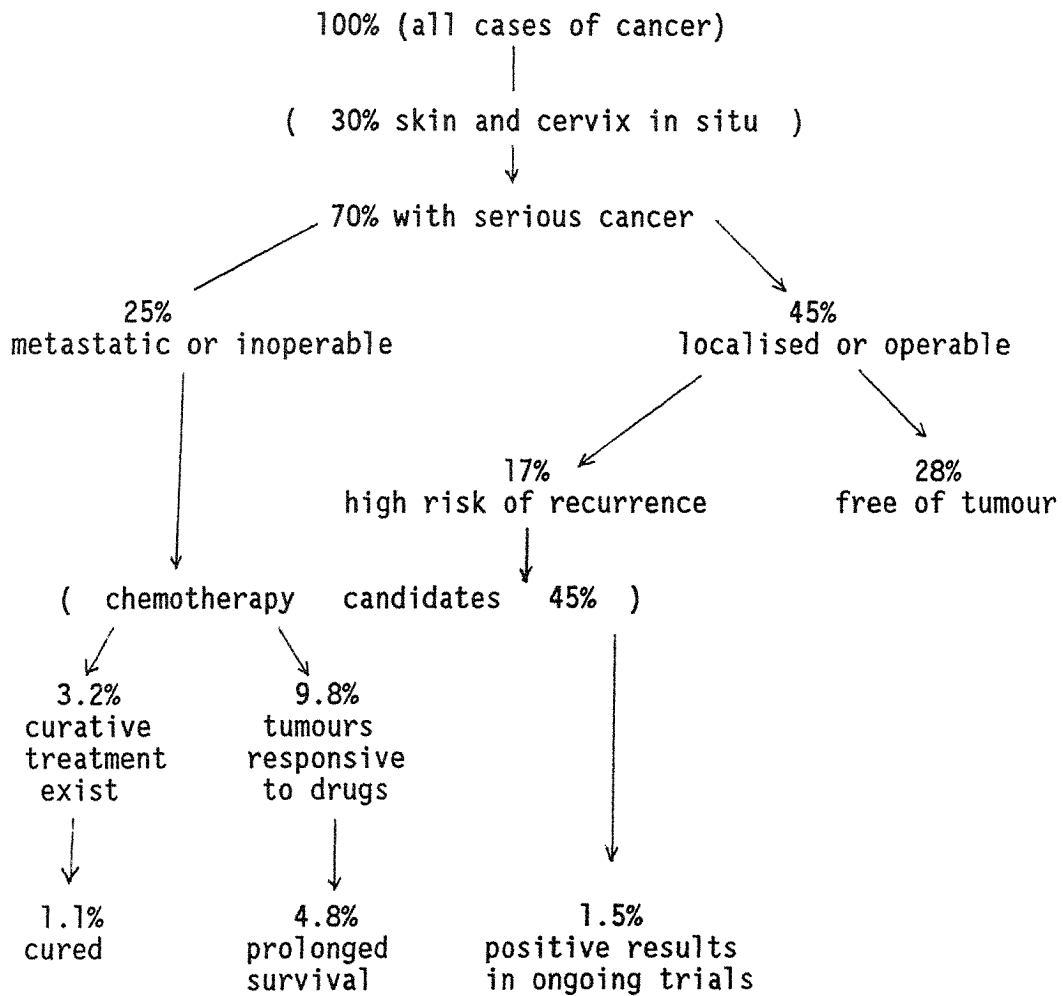 100% (all cases of cancer)
( 30% skin and cervix in situ )
70% with serious cancer
25%
metastatic or inoperable
45%
localised or operable
17%
high risk of recurrence
28%
free of tumour
( chemotherapy candidates 45% )
3.2%
curative
treatment
exist
9.8%
tumours
responsive
to drugs
1.1%
cured
4.8%
prolonged
survival
1.5%
positive results
in ongoing trials